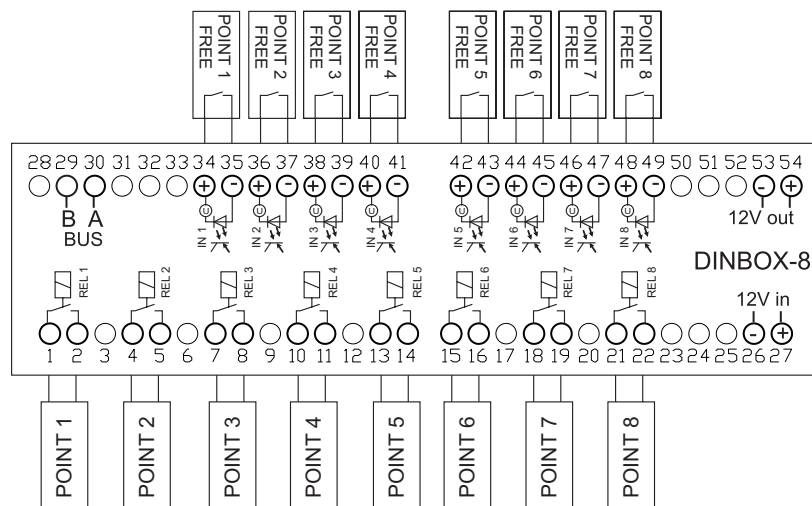 POINT 1
FREE
POINT 2
FREE
POINT 3
FREE
POINT 4
FREE
POINT 5
FREE
POINT 6
FREE
POINT 7
FREE
POINT 8
FREE
28 29 30 31 32 33 34 35 36 37 38 39 40 41 42 43 44 45 46 47 48 49 50 51 52 53 54
+ - + - + - + - + - + - + - + - - +
B A
BUS
C C C C C C C C
12V out
IN 1
IN 2
IN 3
IN 4
IN 5
IN 6
IN 7
IN 8
DINBOX-8
REL 1
REL 2
REL 3
REL 4
REL 5
REL 6
REL 7
REL 8
12V in
- +
1 2 3 4 5 6 7 8 9 10 11 12 13 14 15 16 17 18 19 20 21 22 23 24 25 26 27
POINT 1
POINT 2
POINT 3
POINT 4
POINT 5
POINT 6
POINT 7
POINT 8